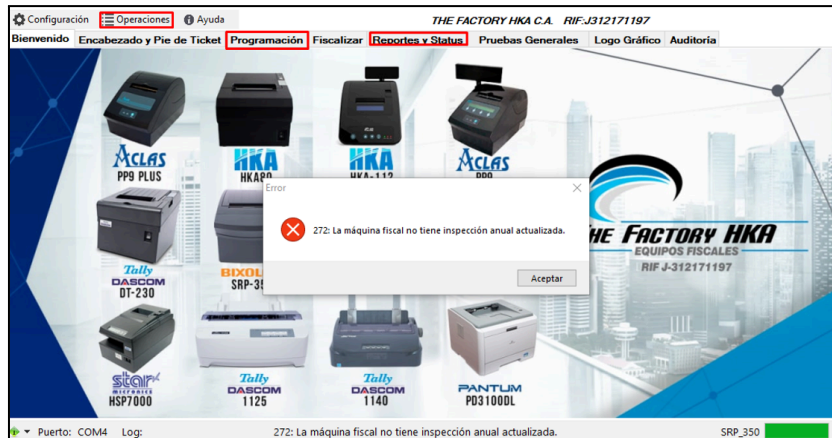 Configuración Operaciones Ayuda THE FACTORY HKA C.A. RIF:J312171197
Bienvenido Encabezado y Pie de Ticket Programación Fiscalizar Reportes y Status Pruebas Generales Logo Gráfico Auditoria
ACLAS
PP9 PLUS
HKA
HKA80
HKA
HKA-112
ACLAS
PP9
Error
272: La máquina fiscal no tiene inspección anual actualizada.
Aceptar
THE FACTORY HKA
EQUIPOS FISCALES
RIF J-312171197
Tally
DASCOM
DT-230
BIXOL
SRP-35
star
micronics
HSP7000
Tally
DASCOM
1125
Tally
DASCOM
1140
PANTUM
PD3100DL
Puerto: COM4 Log: 272: La máquina fiscal no tiene inspección anual actualizada. SRP_350